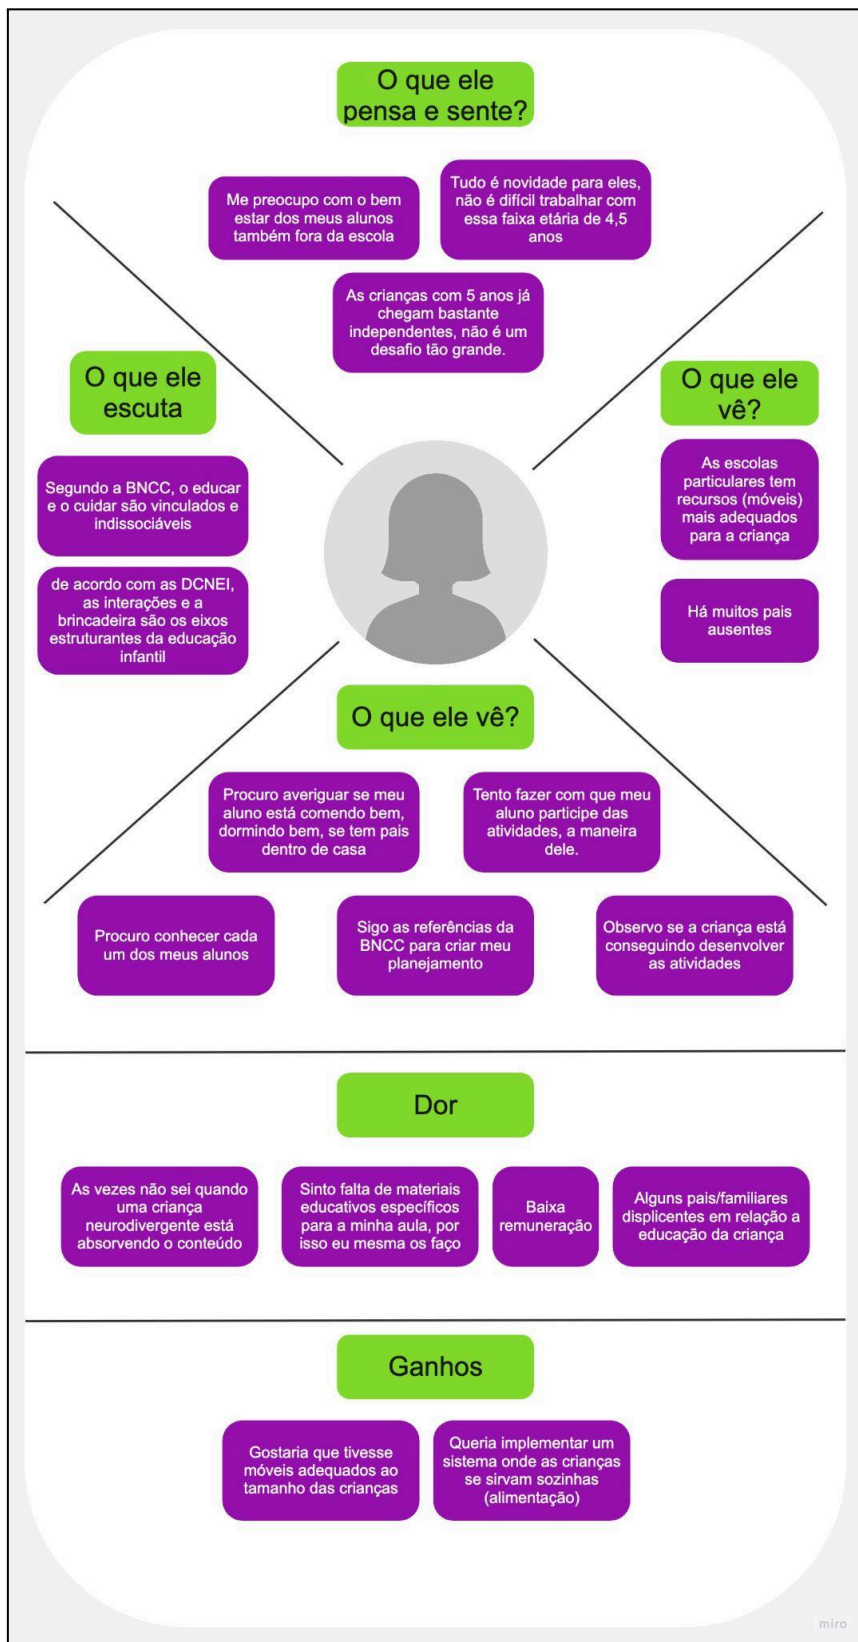 O que ele
pensa e sente?
Me preocupo com o bem
estar dos meus alunos
também fora da escola
Tudo é novidade para eles,
não é difícil trabalhar com
essa faixa etária de 4,5
anos
As crianças com 5 anos já
chegam bastante
independentes, não é um
desafio tão grande.
O que ele
escuta
Segundo a BNCC, o educar
e o cuidar são vinculados e
indissociáveis
de acordo com as DCNEI,
as interações e a
brincadeira são os eixos
estruturantes da educação
infantil
O que ele
vê?
As escolas
particulares tem
recursos (móveis)
mais adequados
para a criança
Há muitos pais
ausentes
O que ele vê?
Procuro averiguar se meu
aluno está comendo bem,
dormindo bem, se tem pais
dentro de casa
Tento fazer com que meu
aluno participe das
atividades, a maneira
dele.
Procuro conhecer cada
um dos meus alunos
Sigo as referências da
BNCC para criar meu
planejamento
Observo se a criança está
conseguindo desenvolver
as atividades
Dor
As vezes não sei quando
uma criança
neurodivergente está
absorvendo o conteúdo
Sinto falta de materiais
educativos específicos
para a minha aula, por
isso eu mesma os faço
Baixa
remuneração
Alguns pais/familiares
displicentes em relação a
educação da criança
Ganhos
Gostaria que tivesse
móveis adequados ao
tamanho das crianças
Queria implementar um
sistema onde as crianças
se sirvam sozinhas
(alimentação)
miro